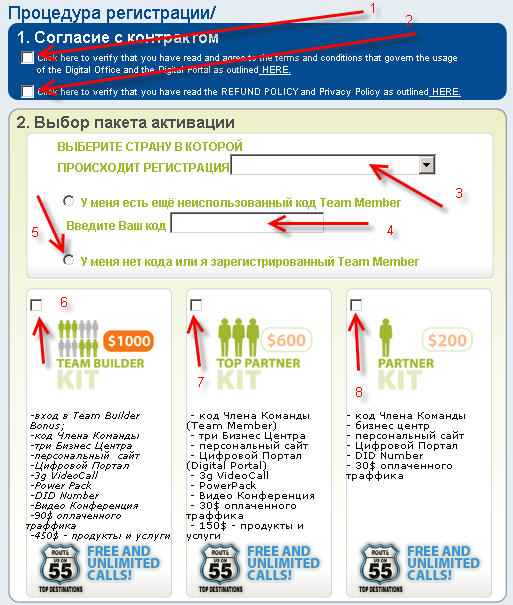 Процедура регистрации/
1
2
1. Согласие с контрактом
Click here to verify that you have read and agree to the terms and conditions that govern the usage
of the Digital Office and the Digital Portal as outlined HERE.
Click here to verify that you have read the REFUND POLICY and Privacy Policy as outlined HERE.
2. Выбор пакета активации
ВЫБЕРИТЕ СТРАНУ В КОТОРОЙ
ПРОИСХОДИТ РЕГИСТРАЦИЯ
3
У меня есть ещё неиспользованный код Team Member
Введите Ваш код
4
5
У меня нет кода или я зарегистрированный Team Member
6
$1000
TEAM BUILDER
KIT
-вход в Team Builder
Bonus;
-код Члена Команды
-три Бизнес Центра
-персональный сайт
-Цифровой Портал
-3g VideoCall
-Power Pack
-DID Number
-Видео Конференция
-90$ оплаченного
траффика
-450$ - продукты и услуги
ROUTE
US ON
55
TOP DESTINATIONS
FREE AND
UNLIMITED
CALLS!
7
$600
TOP PARTNER
KIT
- код Члена Команды
(Team Member)
- три Бизнес Центра
- персональный сайт
- Цифровой Портал
(Digital Portal)
- 3g VideoCall
- PowerPack
- Видео Конференция
- 30$ оплаченного
траффика
- 150$ - продукты и
услуги
ROUTE
US ON
55
TOP DESTINATIONS
FREE AND
UNLIMITED
CALLS!
8
$200
PARTNER
KIT
- код Члена Команды
- бизнес центр
- персональный сайт
- Цифровой Портал
- DID Number
- 30$ оплаченного
траффика
ROUTE
US ON
55
TOP DESTINATIONS
FREE AND
UNLIMITED
CALLS!